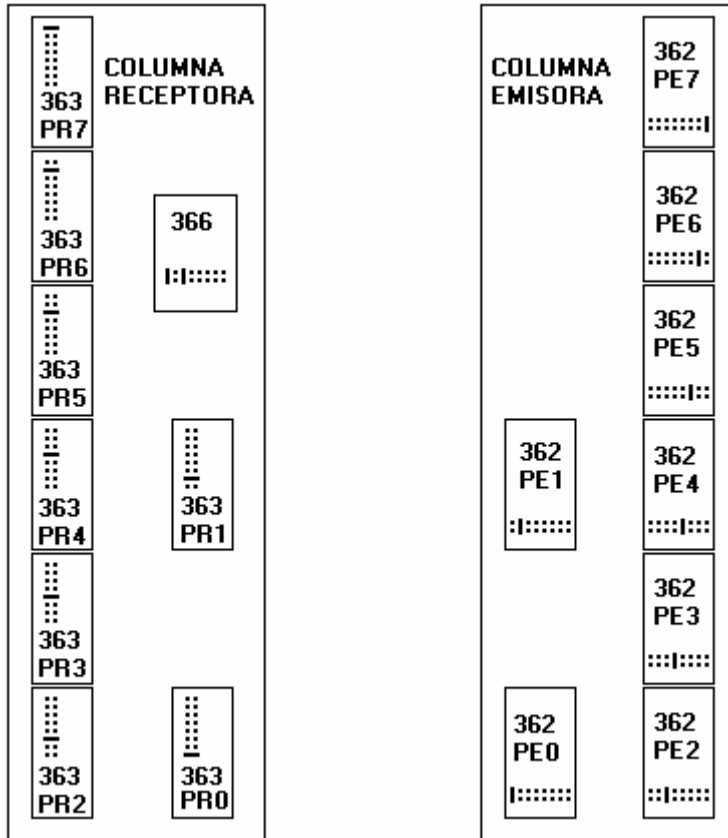 363
PR7
COLUMNA
RECEPTORA
363
PR6
366
363
PR5
363
PR4
363
PR1
363
PR3
363
PR2
363
PR0
COLUMNA
EMISORA
362
PE7
362
PE6
362
PE5
362
PE1
362
PE4
362
PE3
362
PE0
362
PE2